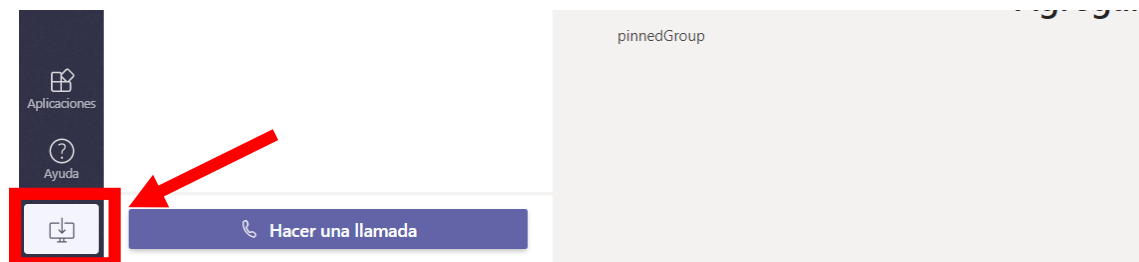 pinnedGroup
Aplicaciones
Ayuda
Hacer una llamada